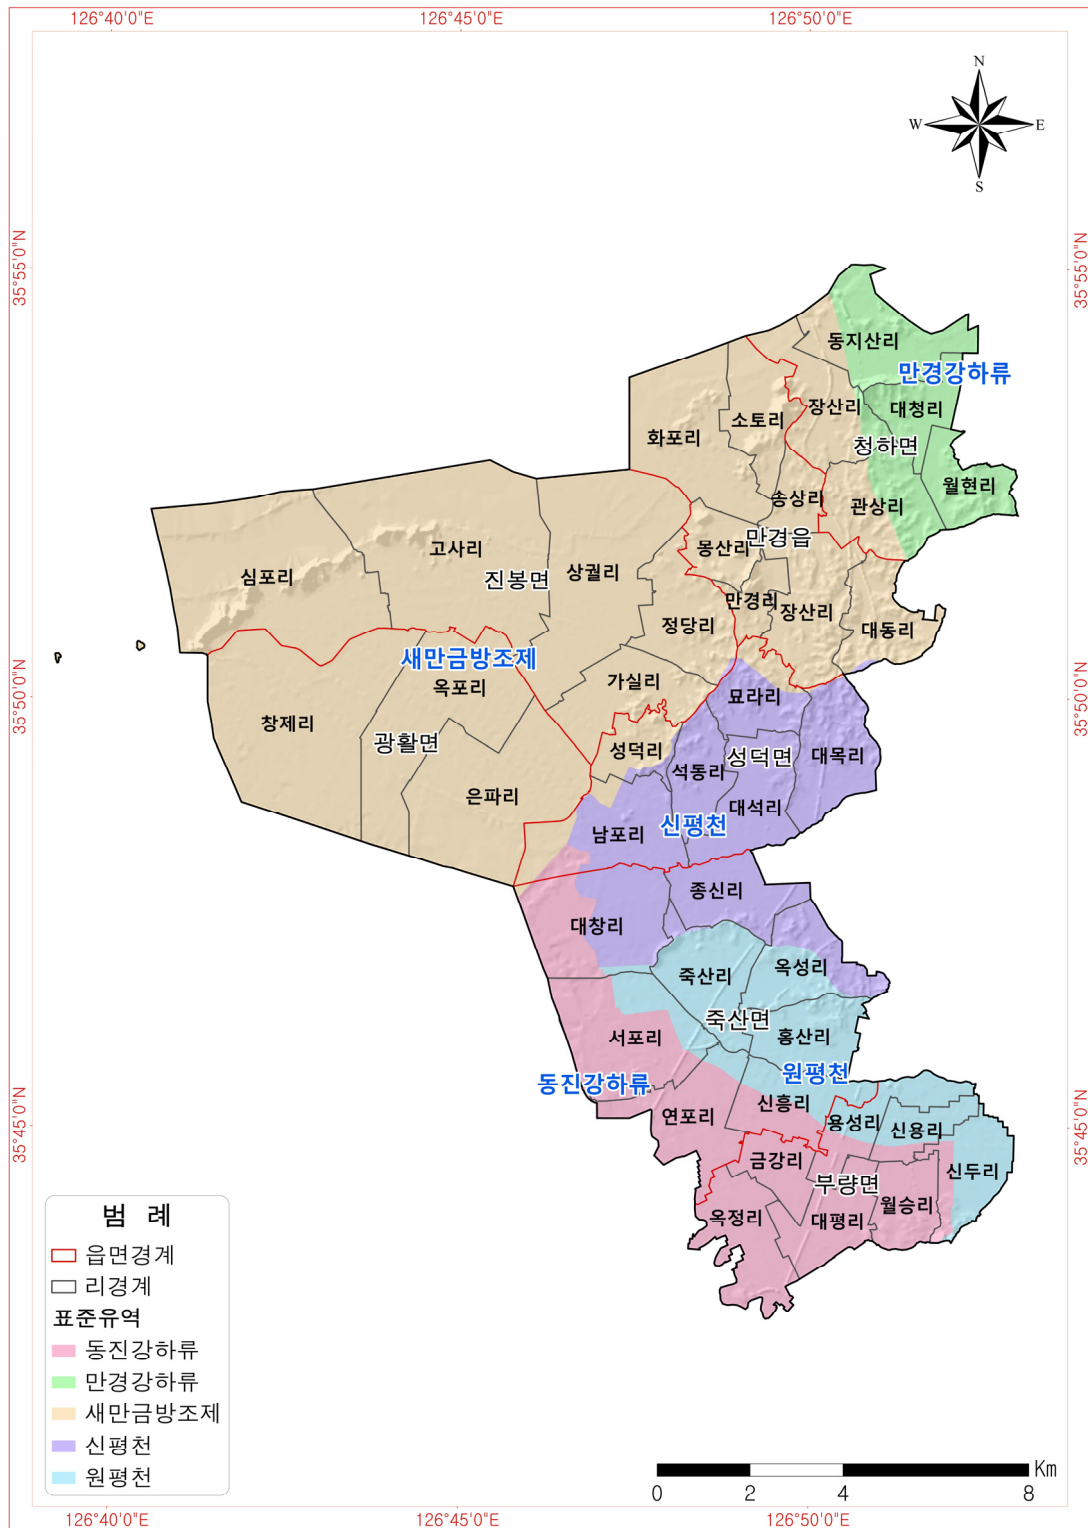 126°40'0"E
126°45'0"E
126°50'0"E
N
W
E
S
35°55'0"N
35°55'0"N
동지산리
만경강하류
장산리
대청리
소토리
화포리
청하면
월현리
송상리
관상리
만경읍
몽산리
고사리
상궐리
심포리
진봉면
만경리
장산리
정당리
대동리
새만금방조제
가실리
옥포리
묘라리
35°50'0"N
35°50'0"N
창제리
광활면
성덕리
성덕면
대목리
석동리
은파리
대석리
신평천
남포리
종신리
대창리
옥성리
죽산리
죽산면
홍산리
서포리
원평천
동진강하류
신흥리
연포리
용성리
신용리
35°45'0"N
35°45'0"N
금강리
신두리
부량면
월승리
옥정리
대평리
범 례
읍면경계
리경계
표준유역
동진강하류
만경강하류
새만금방조제
신평천
원평천
Km
0
2
4
8
126°40'0"E
126°45'0"E
126°50'0"E